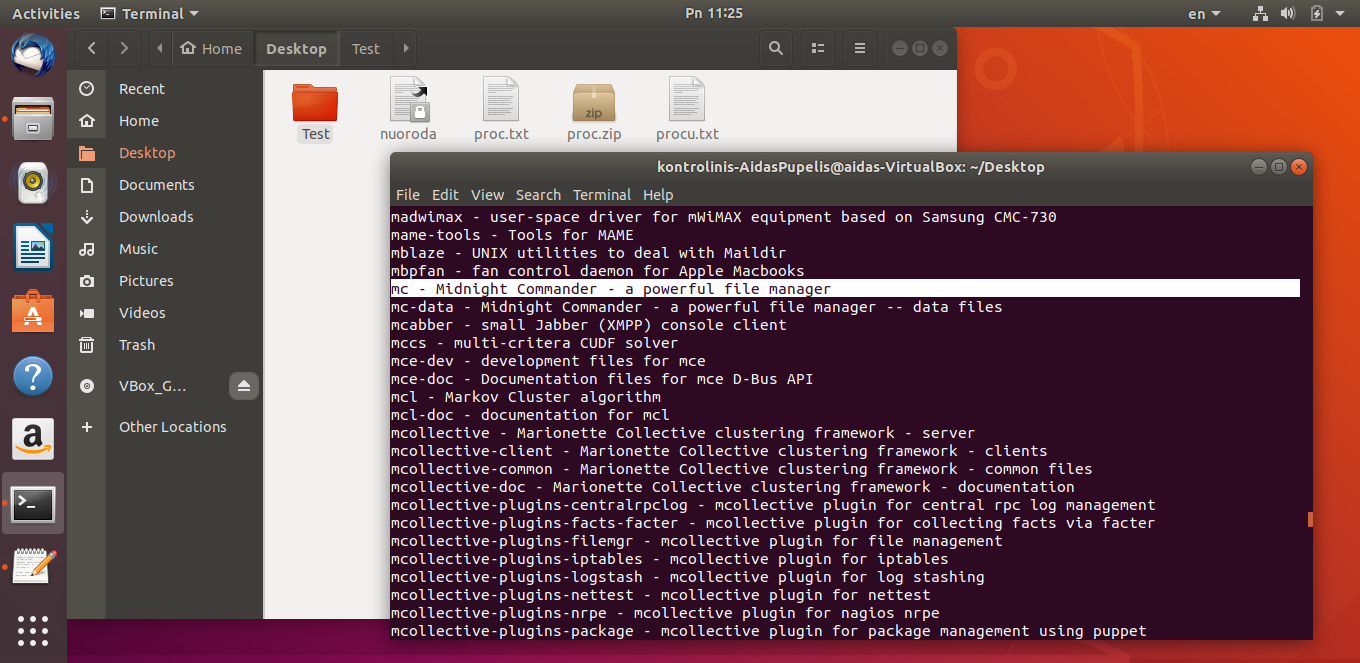 Activities Terminal Pn 11:25 en
Home Desktop Test
Recent
Home
Desktop
Documents
Downloads
Music
Pictures
Videos
Trash
VBox_G…
Other Locations
Test nuoroda proc.txt proc.zip procu.txt
zip
kontrolinis-AidasPupelis@aidas-VirtualBox: ~/Desktop
File Edit View Search Terminal Help
madwimax - user-space driver for mWiMAX equipment based on Samsung CMC-730
mame-tools - Tools for MAME
mblaze - UNIX utilities to deal with Maildir
mbpfan - fan control daemon for Apple Macbooks
mc - Midnight Commander - a powerful file manager
mc-data - Midnight Commander - a powerful file manager -- data files
mcabber - small Jabber (XMPP) console client
mccs - multi-critera CUDF solver
mce-dev - development files for mce
mce-doc - Documentation files for mce D-Bus API
mcl - Markov Cluster algorithm
mcl-doc - documentation for mcl
mcollective - Marionette Collective clustering framework - server
mcollective-client - Marionette Collective clustering framework - clients
mcollective-common - Marionette Collective clustering framework - common files
mcollective-doc - Marionette Collective clustering framework - documentation
mcollective-plugins-centralrpclog - mcollective plugin for central rpc log management
mcollective-plugins-facts-facter - mcollective plugin for collecting facts via facter
mcollective-plugins-filemgr - mcollective plugin for file management
mcollective-plugins-iptables - mcollective plugin for iptables
mcollective-plugins-logstash - mcollective plugin for log stashing
mcollective-plugins-nettest - mcollective plugin for nettest
mcollective-plugins-nrpe - mcollective plugin for nagios nrpe
mcollective-plugins-package - mcollective plugin for package management using puppet